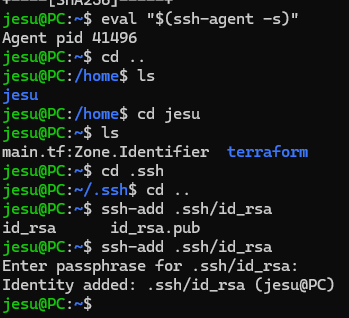 +----[SHA256]-----+
jesu@PC:~$ eval "$(ssh-agent -s)"
Agent pid 41496
jesu@PC:~$ cd ..
jesu@PC:/home$ ls
jesu
jesu@PC:/home$ cd jesu
jesu@PC:~$ ls
main.tf:Zone.Identifier  terraform
jesu@PC:~$ cd .ssh
jesu@PC:~/.ssh$ cd ..
jesu@PC:~$ ssh-add .ssh/id_rsa
id_rsa      id_rsa.pub
jesu@PC:~$ ssh-add .ssh/id_rsa
Enter passphrase for .ssh/id_rsa:
Identity added: .ssh/id_rsa (jesu@PC)
jesu@PC:~$